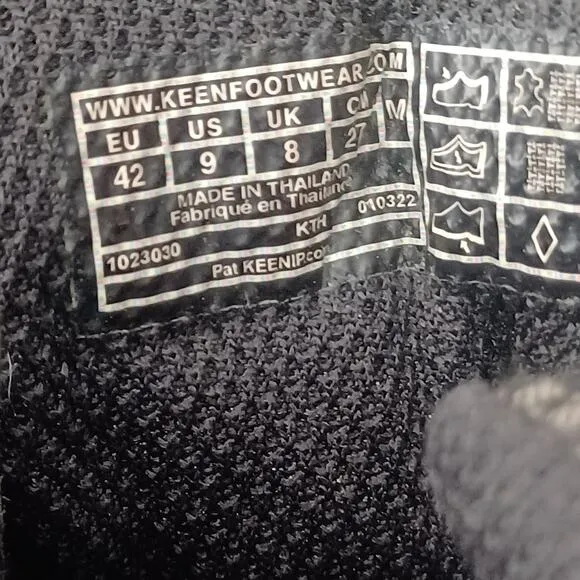 WWW.KEENFOOTWEAR.COM
EU US UK CM M
42 9 8 27
MADE IN THAILAND
Fabriqué en Thaïlande
KTH 010322
1023030
Pat KEENIP.com